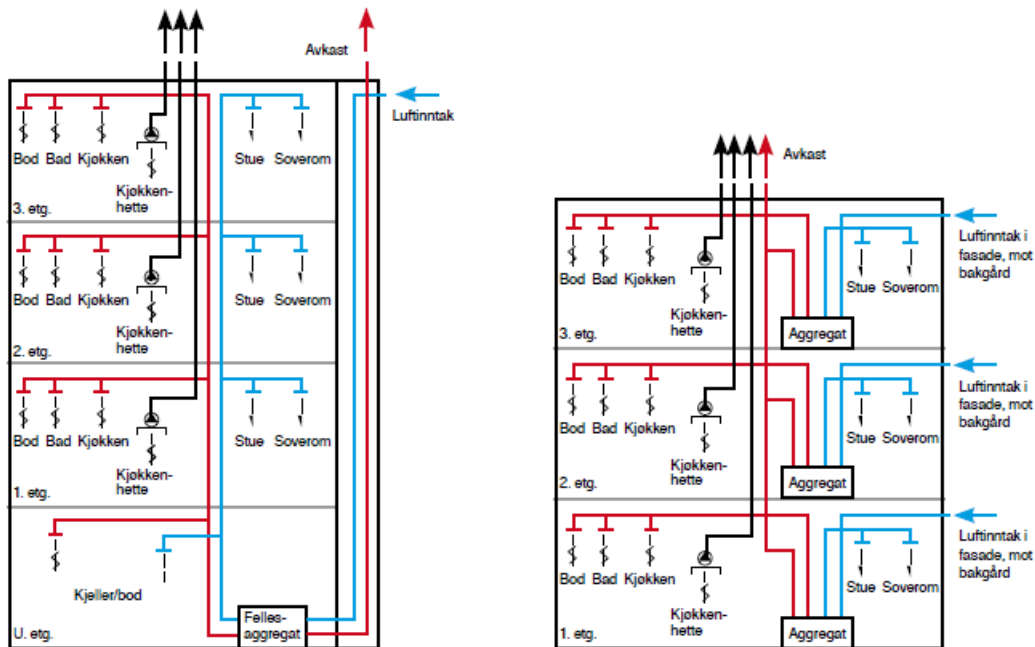 Avkast
Luftinntak
Bod Bad Kjøkken
Kjøkken-
hette
Stue Soverom
3. etg.
Bod Bad Kjøkken
Kjøkken-
hette
Stue Soverom
2. etg.
Bod Bad Kjøkken
Kjøkken-
hette
Stue Soverom
1. etg.
Kjeller/bod
Felles-
aggregat
U. etg.
Avkast
Luftinntak i
fasade, mot
bakgård
Bod Bad Kjøkken
Kjøkken-
hette
Stue Soverom
Aggregat
3. etg.
Luftinntak i
fasade, mot
bakgård
Bod Bad Kjøkken
Kjøkken-
hette
Stue Soverom
Aggregat
2. etg.
Luftinntak i
fasade, mot
bakgård
Bod Bad Kjøkken
Kjøkken-
hette
Stue Soverom
Aggregat
1. etg.